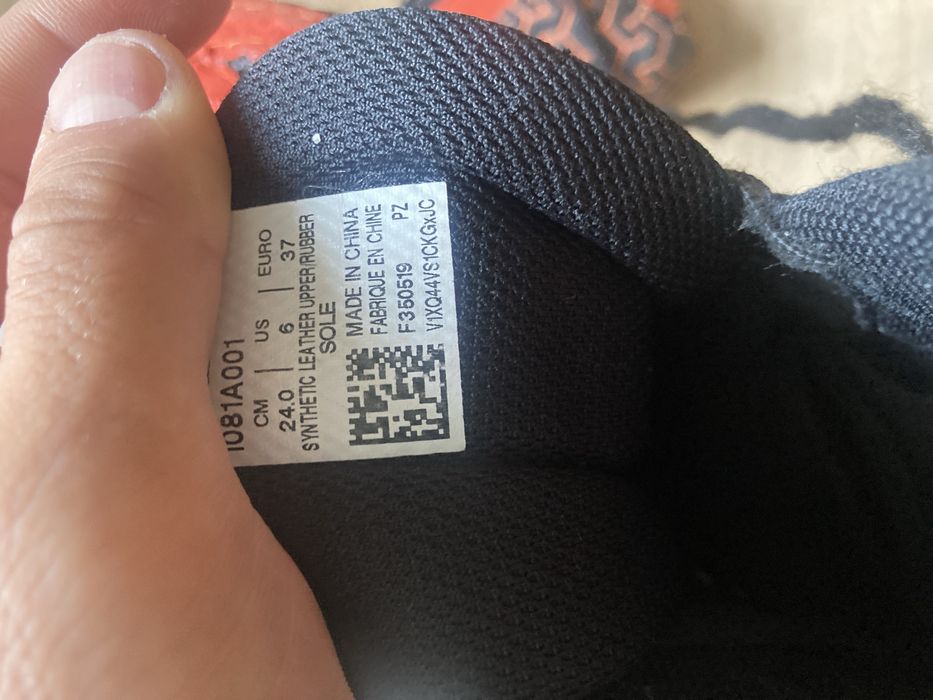 1081A001
CM | US | EURO
24.0 | 6 | 37
SYNTHETIC LEATHER UPPER/RUBBER
SOLE
MADE IN CHINA
FABRIQUE EN CHINE
F350519 PZ
V1XQ44VS1CKGxJC